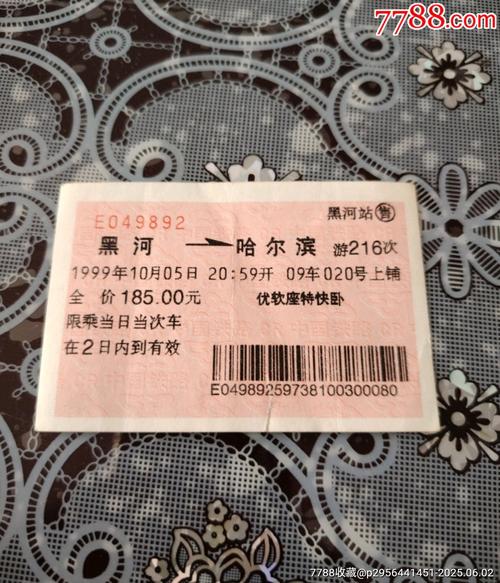 7788.com
E049892
黑河站售
黑河 哈尔滨 游216次
1999年10月05日 20:59开 09车020号上铺
全 价185.00元 优软座特快卧
限乘当日当次车
在2日内到有效
E04989259738100300080
7788收藏@p2956441451-2025.06.02